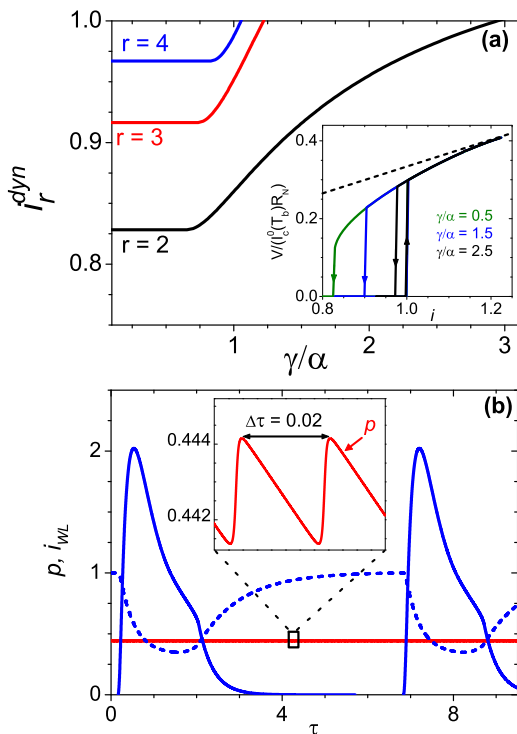 1.0
r = 4
(a)
r = 3
0.9
r = 2
0.8
i_r^{dyn}
0.4
0.2
0.0
V/(I_c^0(T_b)R_N)
γ/α = 0.5
γ/α = 1.5
γ/α = 2.5
0.8 1.0 i 1.2
1 2 3
γ/α
(b)
Δτ = 0.02
p
0.444
0.442
2
1
0
p, i_{WL}
0 4 8
τ